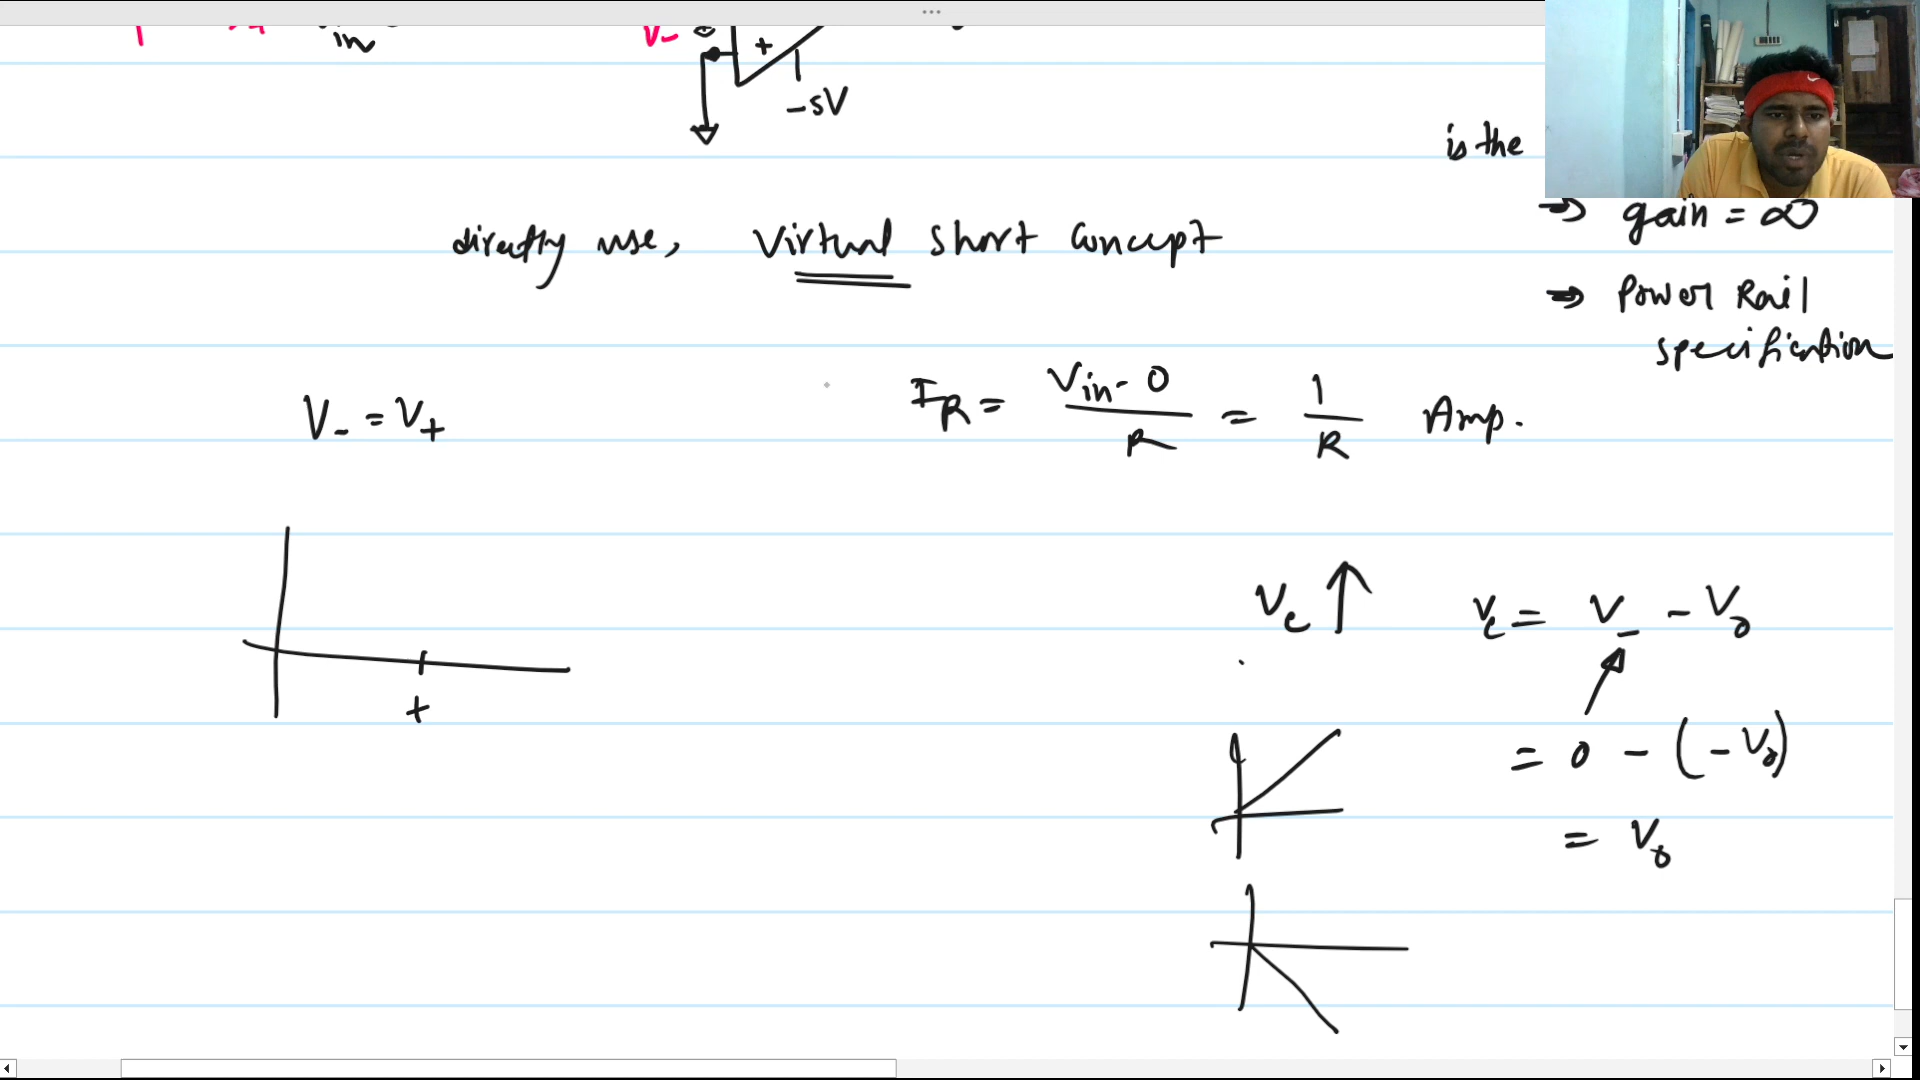 in
V-
+
-5V
is the
⇒ gain = ∞
directly use, Virtual short concept
⇒ Power Rail
specification
V- = V+
I_R = (Vin - 0)/R = 1/R Amp.
Vc ↑
Vc = V- - Vo
= 0 - (-Vo)
= Vo
+